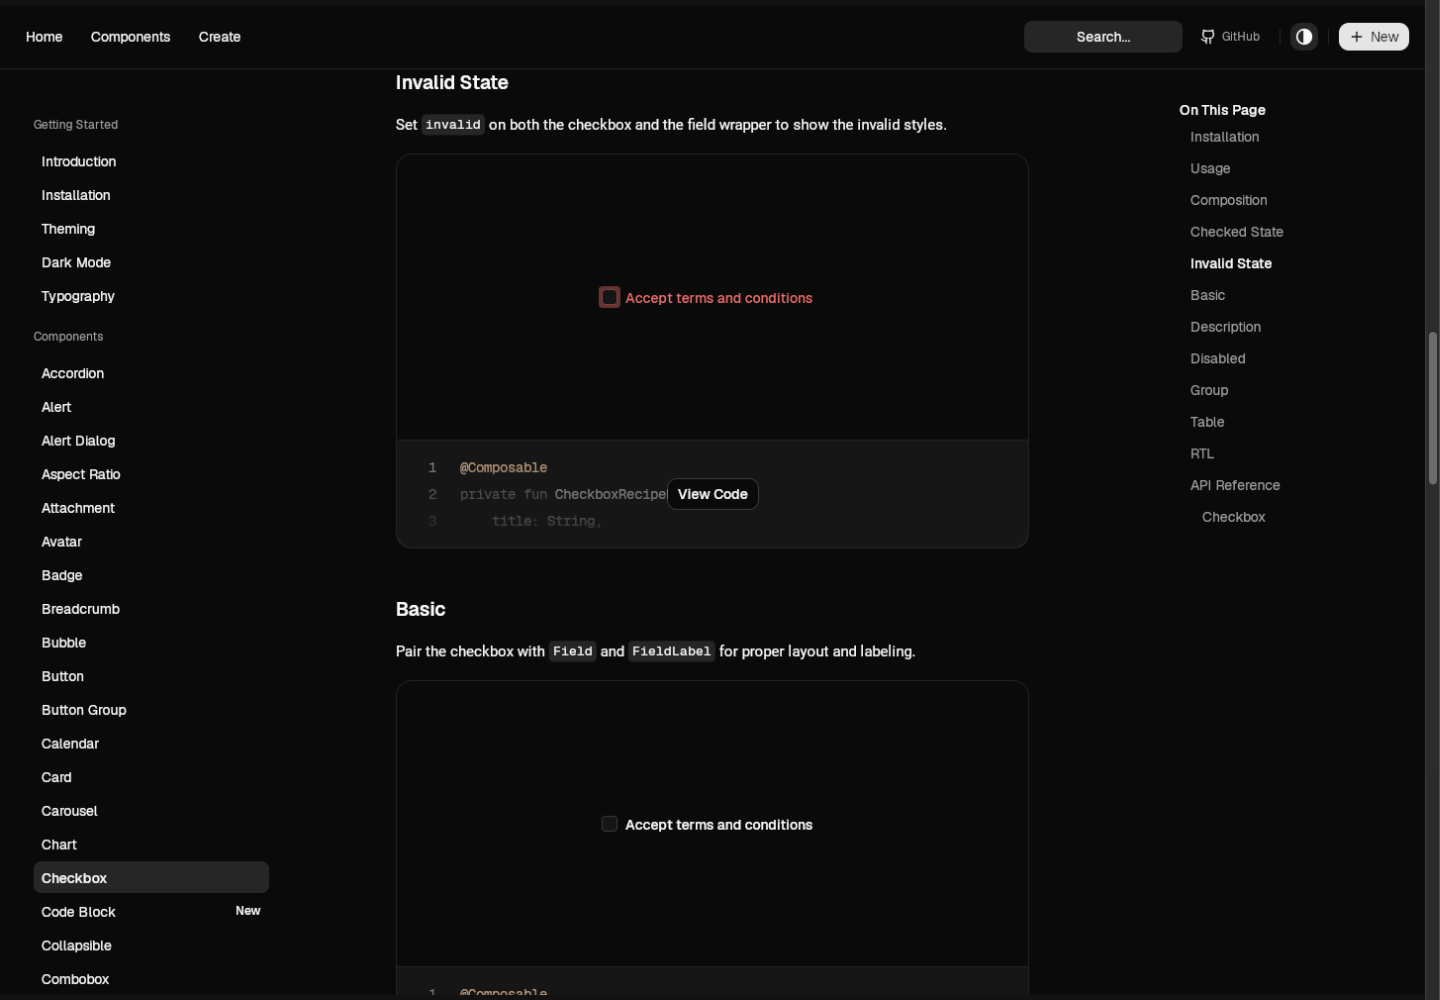 Home
Components
Create
Search...
GitHub
New
Getting Started
Introduction
Installation
Theming
Dark Mode
Typography
Components
Accordion
Alert
Alert Dialog
Aspect Ratio
Attachment
Avatar
Badge
Breadcrumb
Bubble
Button
Button Group
Calendar
Card
Carousel
Chart
Checkbox
Code Block New
Collapsible
Combobox
Invalid State
Set invalid on both the checkbox and the field wrapper to show the invalid styles.
Accept terms and conditions
1 @Composable
2 private fun CheckboxRecipe
View Code
3 title: String,
Basic
Pair the checkbox with Field and FieldLabel for proper layout and labeling.
Accept terms and conditions
1 @Composable
On This Page
Installation
Usage
Composition
Checked State
Invalid State
Basic
Description
Disabled
Group
Table
RTL
API Reference
Checkbox